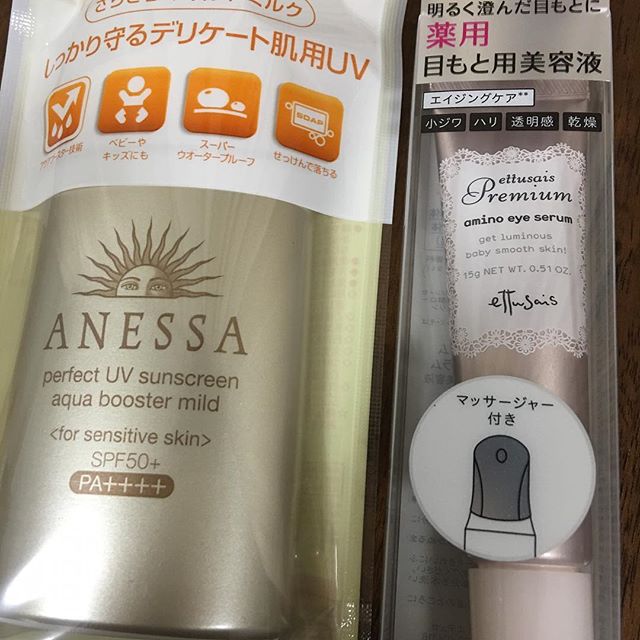 しっかり守るデリケート肌用UV
ベビーや
キッズにも
スーパー
ウオータープルーフ
SOAP
せっけんで落ちる
ANESSA
perfect UV sunscreen
aqua booster mild
<for sensitive skin>
SPF50+
PA++++
明るく澄んだ目もとに
薬用
目もと用美容液
エイジングケア**
小ジワ ハリ 透明感 乾燥
ettusais
Premium
amino eye serum
get luminous
baby smooth skin!
15g NET WT. 0.51 OZ.
ettusais
マッサージャー
付き